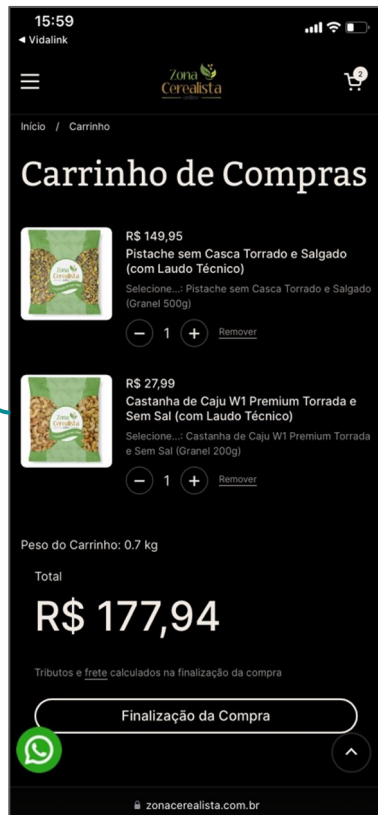 15:59
◄ Vidalink
Zona
Cerealista
2
Início / Carrinho
Carrinho de Compras
R$ 149,95
Pistache sem Casca Torrado e Salgado
(com Laudo Técnico)
Selecione...: Pistache sem Casca Torrado e Salgado
(Granel 500g)
− 1 + Remover
R$ 27,99
Castanha de Caju W1 Premium Torrada e
Sem Sal (com Laudo Técnico)
Selecione...: Castanha de Caju W1 Premium Torrada
e Sem Sal (Granel 200g)
− 1 + Remover
Peso do Carrinho: 0.7 kg
Total
R$ 177,94
Tributos e frete calculados na finalização da compra
Finalização da Compra
zonacerealista.com.br